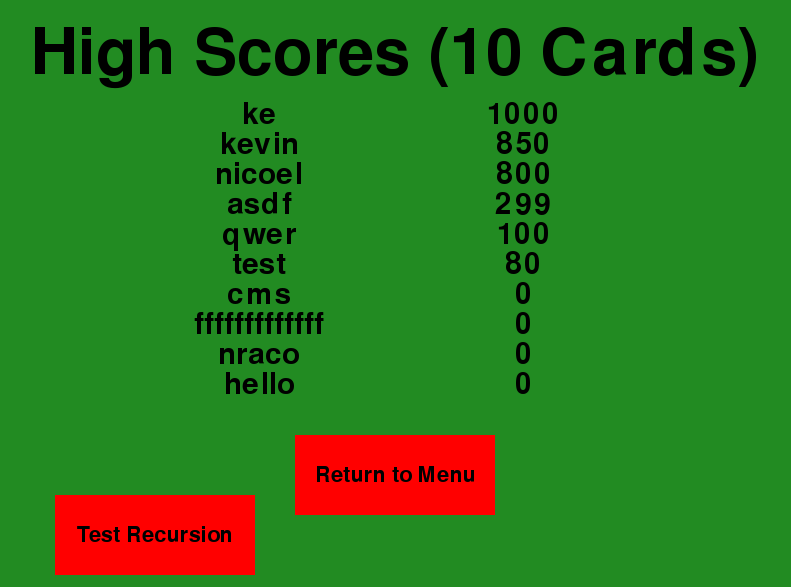 High Scores (10 Cards)
ke 1000
kevin 850
nicoel 800
asdf 299
qwer 100
test 80
cms 0
fffffffffffff 0
nraco 0
hello 0
Return to Menu
Test Recursion